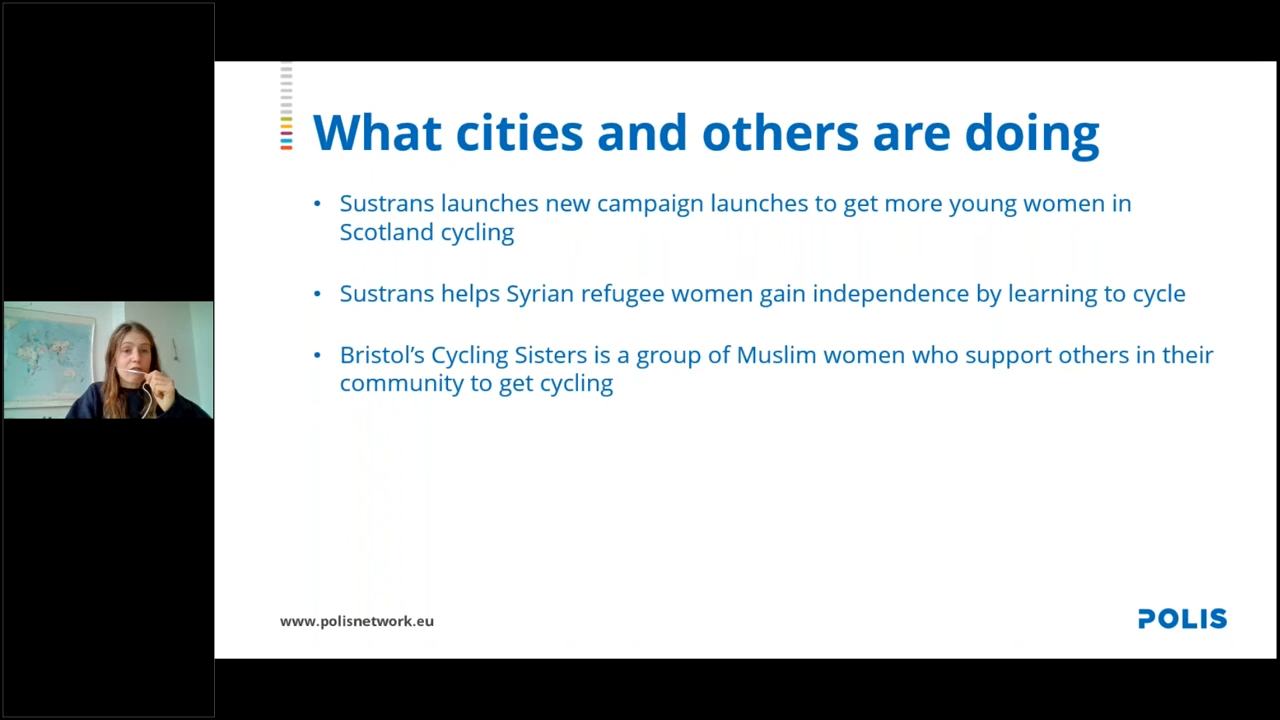 What cities and others are doing
• Sustrans launches new campaign launches to get more young women in
Scotland cycling
• Sustrans helps Syrian refugee women gain independence by learning to cycle
• Bristol’s Cycling Sisters is a group of Muslim women who support others in their
community to get cycling
www.polisnetwork.eu
POLIS